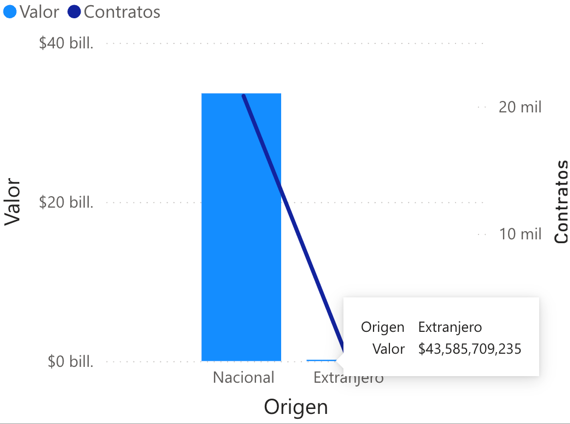 Valor Contratos
$40 bill.
20 mil
$20 bill.
10 mil
$0 bill.
Valor
Contratos
Origen Extranjero
Valor $43,585,709,235
Nacional Extranjero
Origen